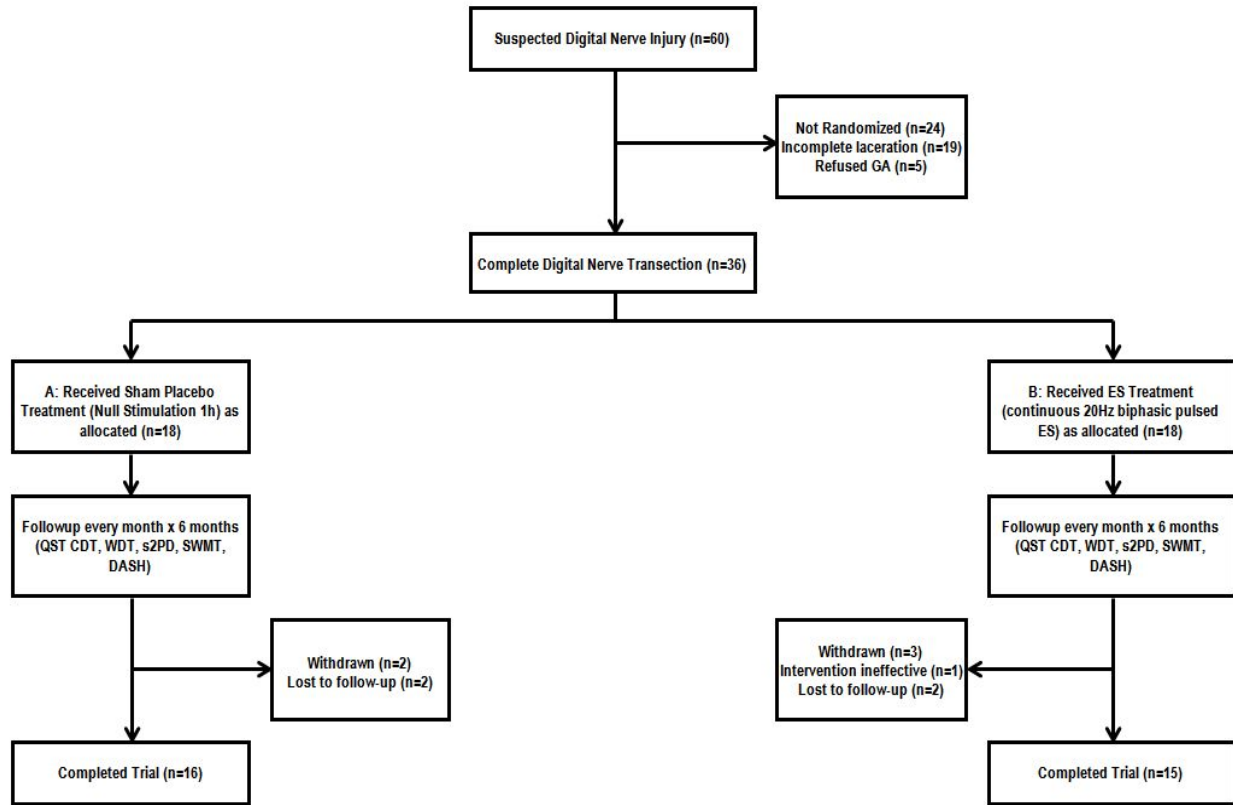 Suspected Digital Nerve Injury (n=60)
Not Randomized (n=24)
Incomplete laceration (n=19)
Refused GA (n=5)
Complete Digital Nerve Transection (n=36)
A: Received Sham Placebo
Treatment (Null Stimulation 1h) as
allocated (n=18)
B: Received ES Treatment
(continuous 20Hz biphasic pulsed
ES) as allocated (n=18)
Followup every month x 6 months
(QST CDT, WDT, s2PD, SWMT,
DASH)
Followup every month x 6 months
(QST CDT, WDT, s2PD, SWMT,
DASH)
Withdrawn (n=2)
Lost to follow-up (n=2)
Withdrawn (n=3)
Intervention ineffective (n=1)
Lost to follow-up (n=2)
Completed Trial (n=16)
Completed Trial (n=15)